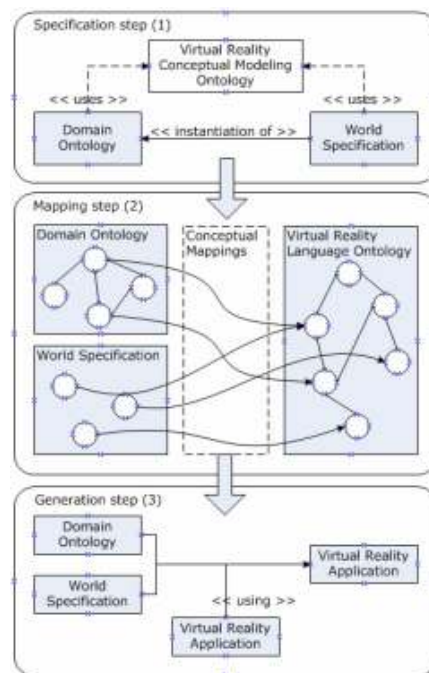 Specification step (1)
Virtual Reality
Conceptual Modeling
Ontology
<< uses >>
<< uses >>
Domain
Ontology
<< instantiation of >>
World
Specification
Mapping step (2)
Domain Ontology
Conceptual
Mappings
Virtual Reality
Language Ontology
World Specification
Generation step (3)
Domain
Ontology
World
Specification
Virtual Reality
Application
<< using >>
Virtual Reality
Application